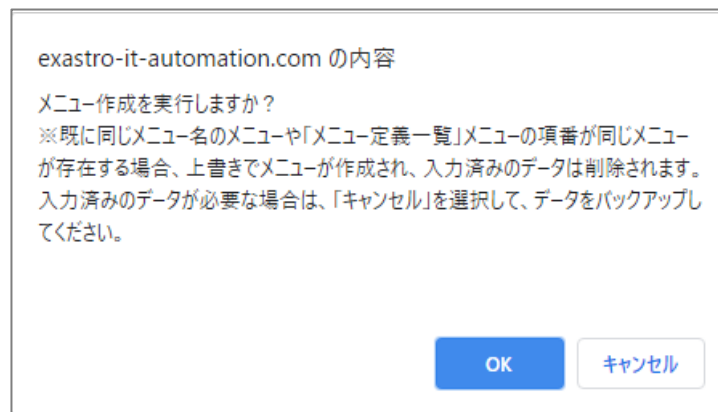 exastro-it-automation.com の内容
メニュー作成を実行しますか？
※既に同じメニュー名のメニューや｢メニュー定義一覧｣メニューの項番が同じメニュー
が存在する場合、上書きでメニューが作成され、入力済みのデータは削除されます。
入力済みのデータが必要な場合は、｢キャンセル｣を選択して、データをバックアップし
てください。
OK
キャンセル